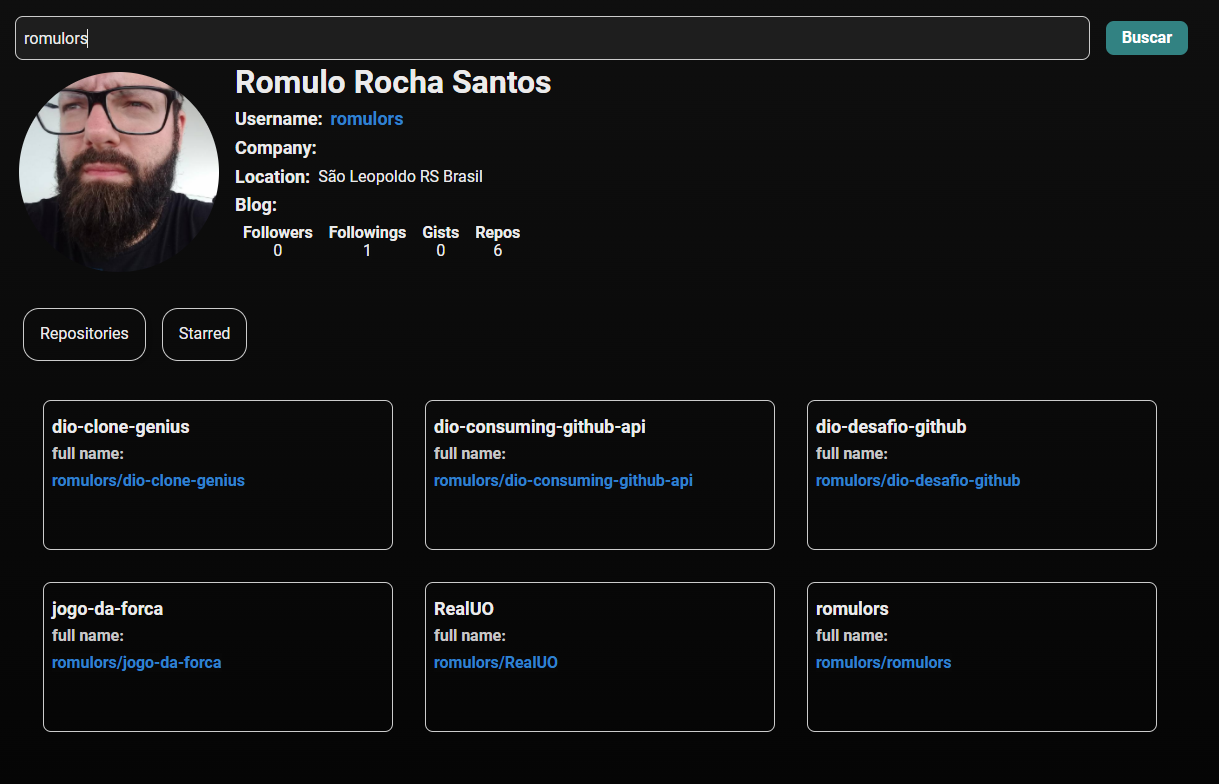 romulors
Buscar
Romulo Rocha Santos
Username: romulors
Company:
Location: São Leopoldo RS Brasil
Blog:
Followers Followings Gists Repos
0 1 0 6
Repositories Starred
dio-clone-genius
full name:
romulors/dio-clone-genius
dio-consuming-github-api
full name:
romulors/dio-consuming-github-api
dio-desafio-github
full name:
romulors/dio-desafio-github
jogo-da-forca
full name:
romulors/jogo-da-forca
RealUO
full name:
romulors/RealUO
romulors
full name:
romulors/romulors